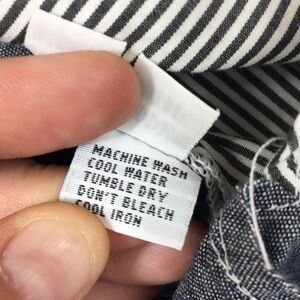 MACHINE WASH
COOL WATER
TUMBLE DRY
DON'T BLEACH
COOL IRON